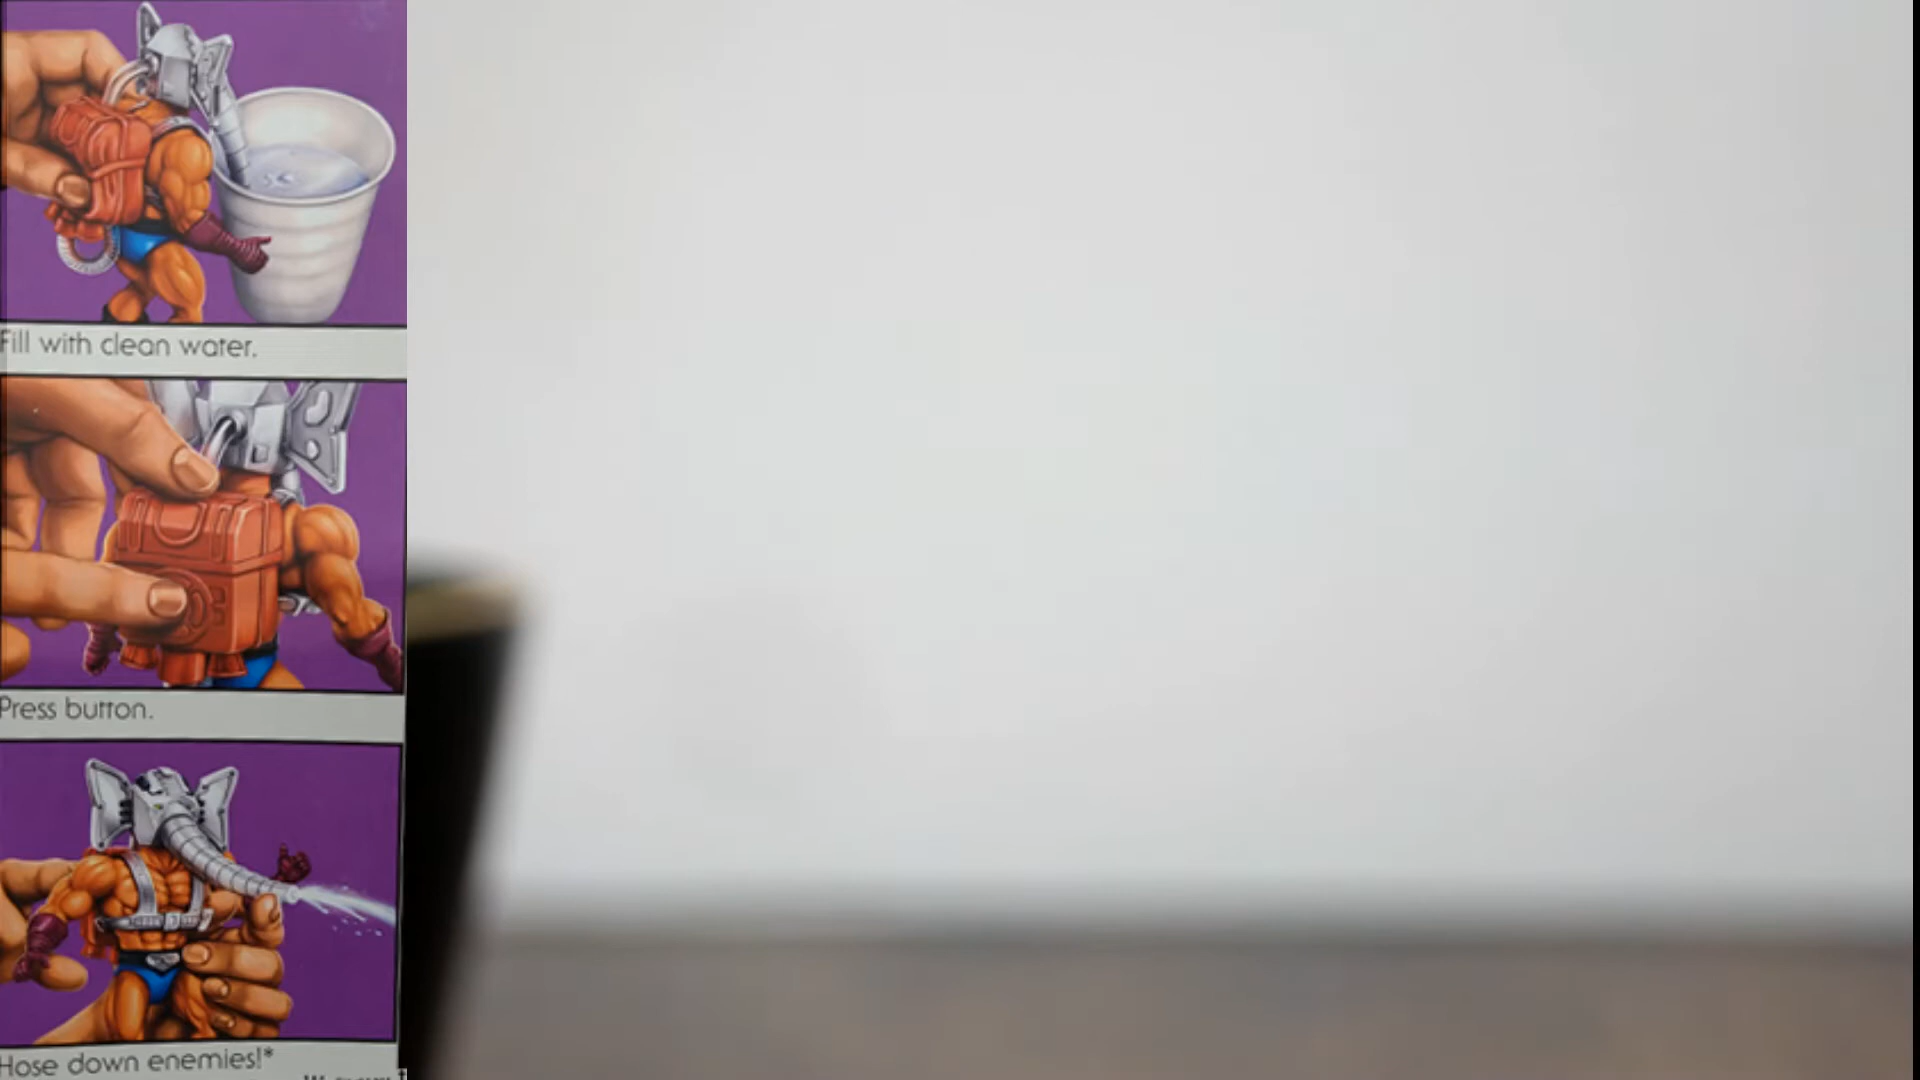 Fill with clean water.
Press button.
Hose down enemies!*